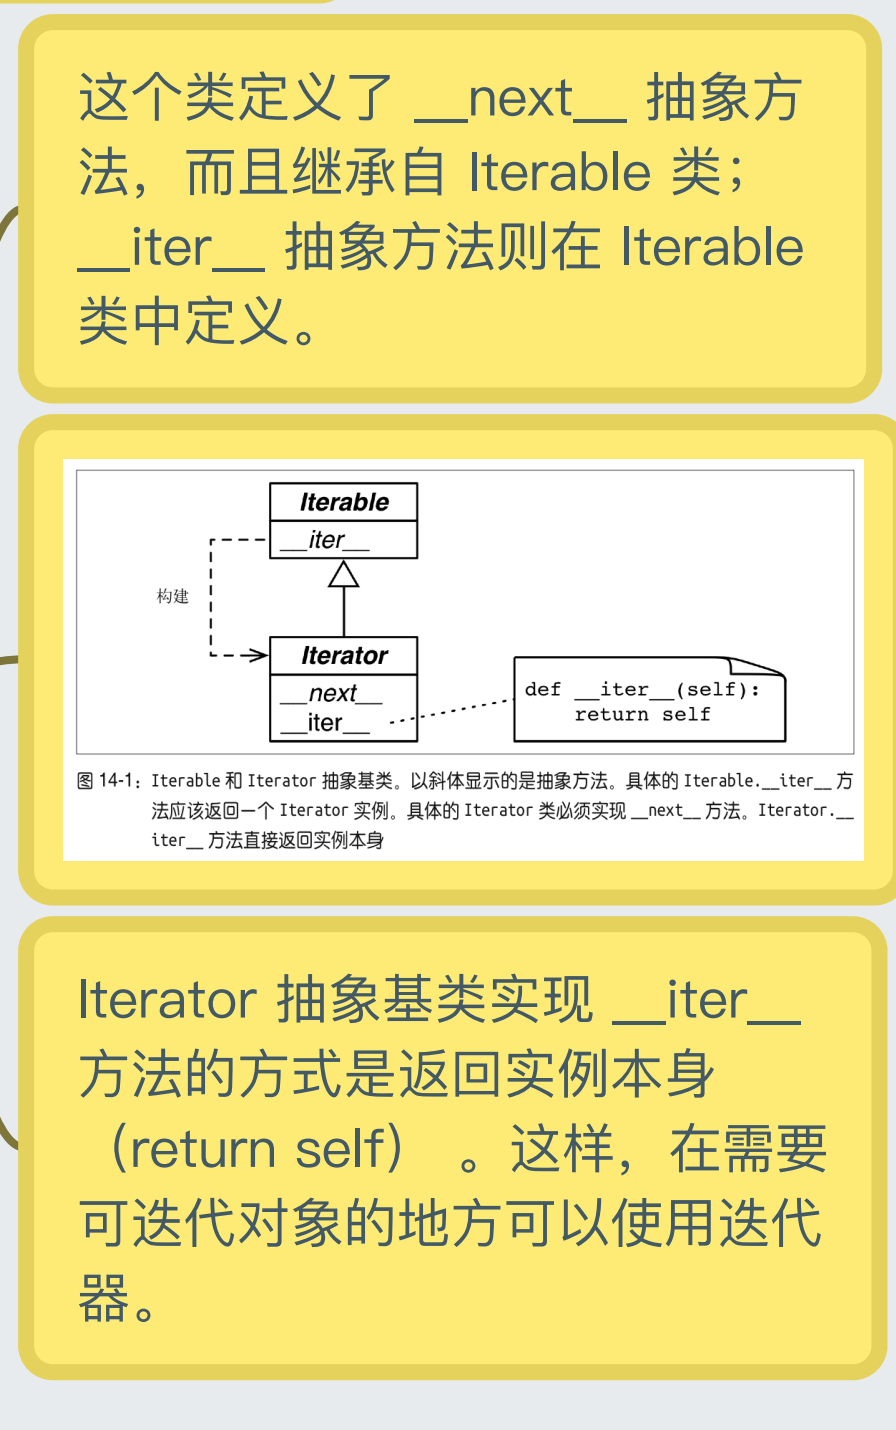 这个类定义了 __next__ 抽象方
法，而且继承自 Iterable 类；
__iter__ 抽象方法则在 Iterable
类中定义。
Iterable
__iter__
构建
Iterator
__next__
__iter__
def __iter__(self):
return self
图 14-1：Iterable 和 Iterator 抽象基类。以斜体显示的是抽象方法。具体的 Iterable.__iter__ 方
法应该返回一个 Iterator 实例。具体的 Iterator 类必须实现 __next__ 方法。Iterator.__
iter__ 方法直接返回实例本身
Iterator 抽象基类实现 __iter__
方法的方式是返回实例本身
（return self） 。这样，在需要
可迭代对象的地方可以使用迭代
器。